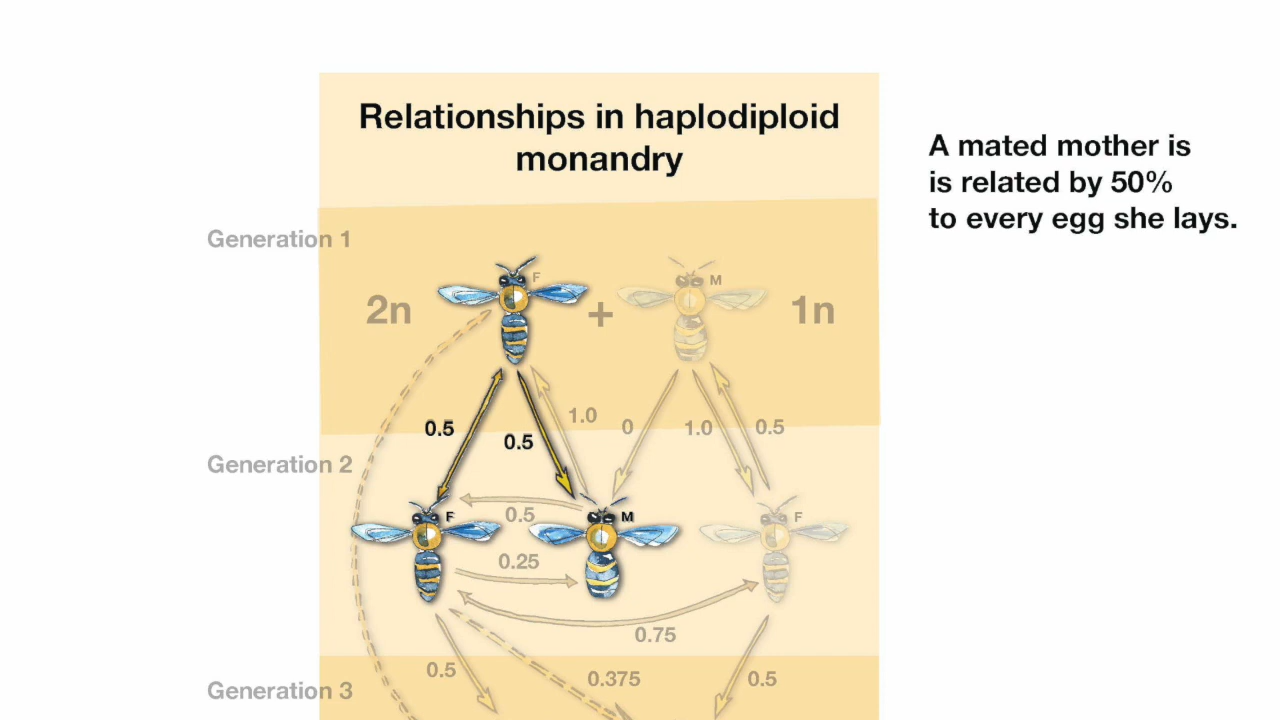 Relationships in haplodiploid
monandry
A mated mother is
is related by 50%
to every egg she lays.
Generation 1
F
M
2n
+
1n
0.5
0.5
1.0
0
1.0
0.5
Generation 2
F
M
F
0.5
0.25
0.75
Generation 3
0.5
0.375
0.5